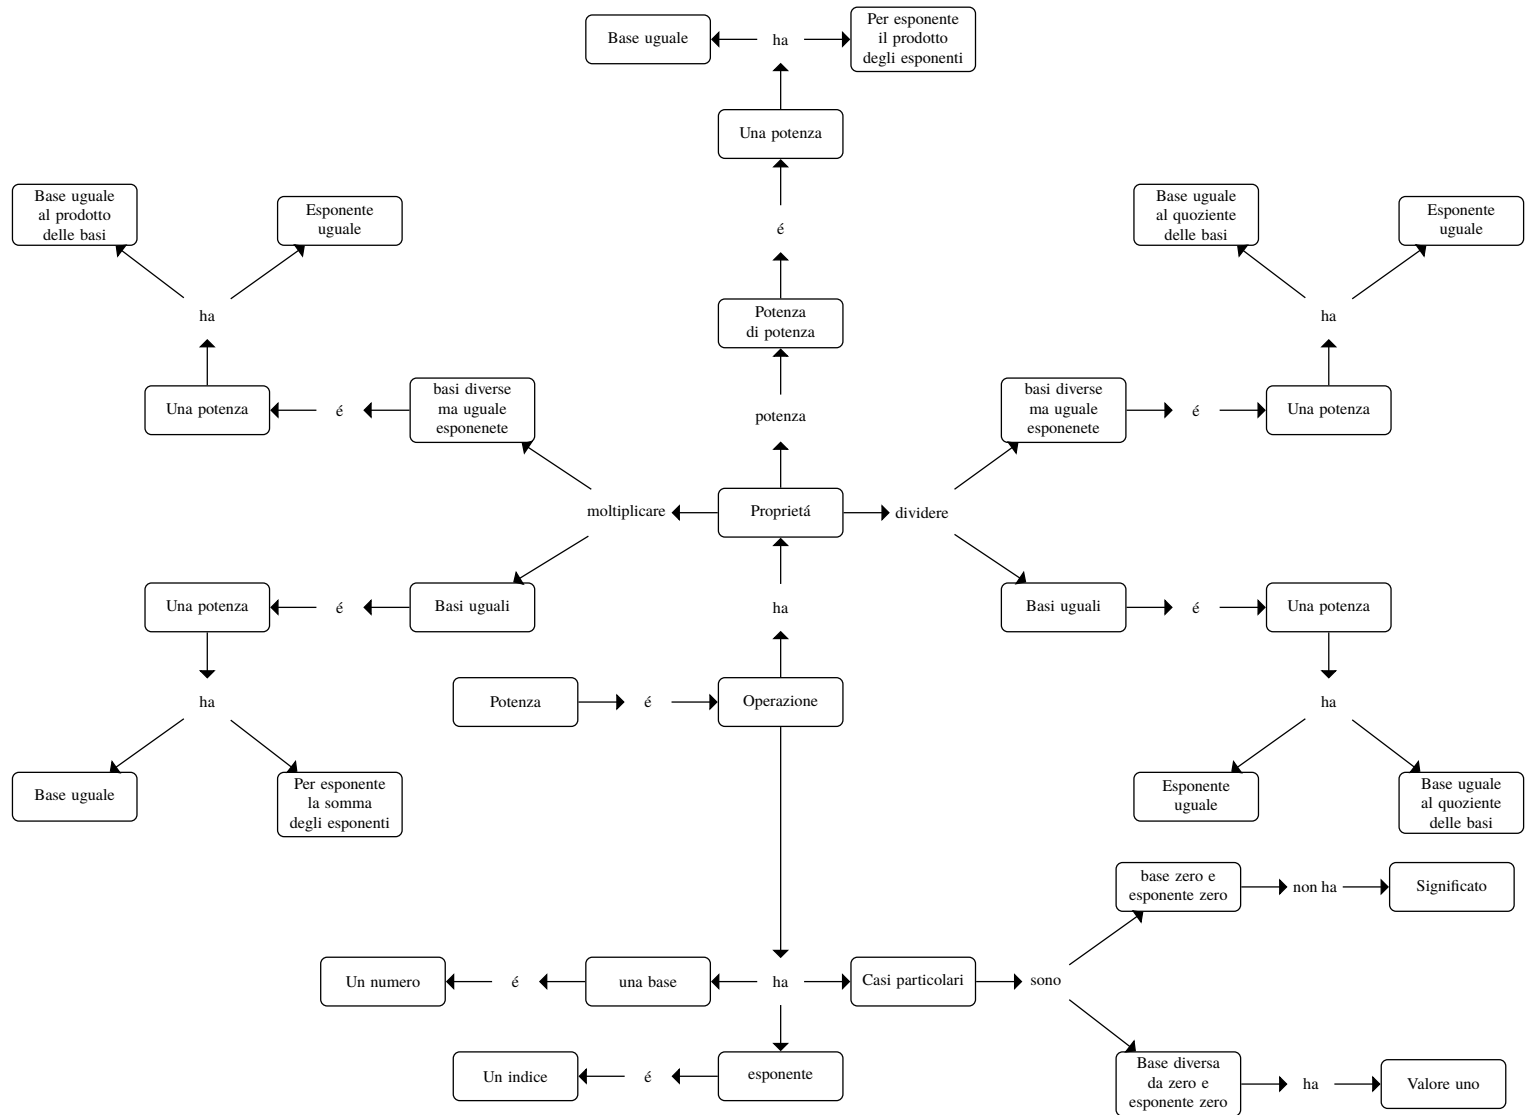 Base uguale
ha
Per esponente
il prodotto
degli esponenti
Una potenza
é
Potenza
di potenza
potenza
Base uguale
al prodotto
delle basi
Esponente
uguale
ha
Una potenza
é
basi diverse
ma uguale
esponenete
Base uguale
al quoziente
delle basi
Esponente
uguale
ha
basi diverse
ma uguale
esponenete
é
Una potenza
moltiplicare
Proprietá
dividere
Una potenza
é
Basi uguali
ha
Basi uguali
é
Una potenza
ha
Base uguale
Per esponente
la somma
degli esponenti
Potenza
é
Operazione
ha
Esponente
uguale
Base uguale
al quoziente
delle basi
base zero e
esponente zero
non ha
Significato
Un numero
é
una base
ha
Casi particolari
sono
Un indice
é
esponente
Base diversa
da zero e
esponente zero
ha
Valore uno